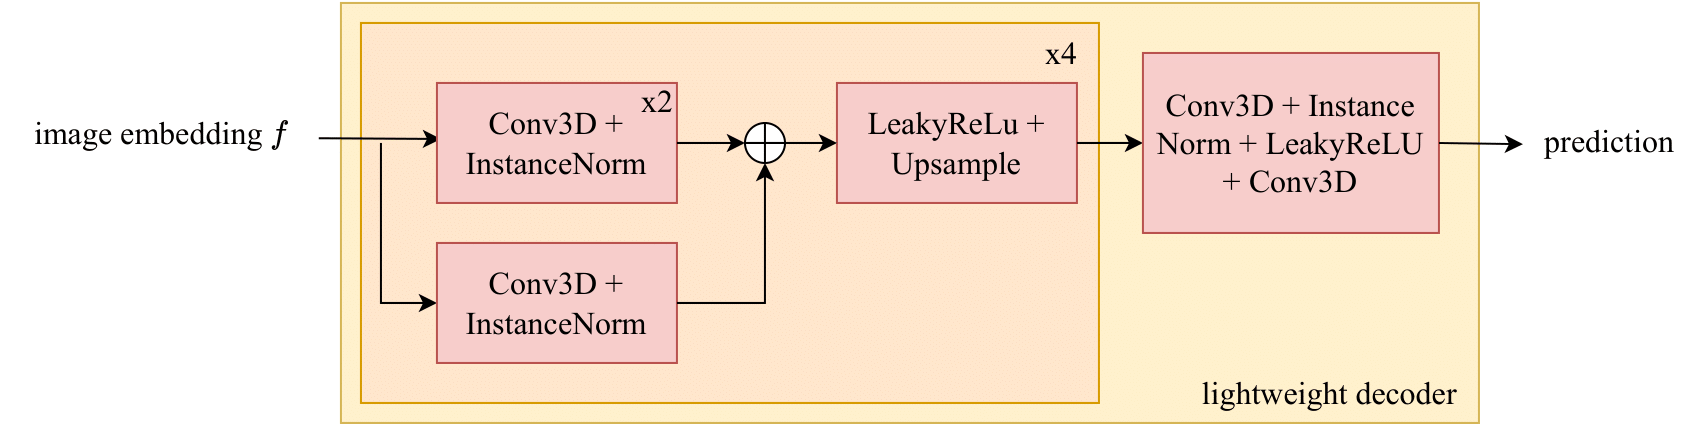 image embedding f
x4
x2
Conv3D +
InstanceNorm
LeakyReLu +
Upsample
Conv3D + Instance
Norm + LeakyReLU
+ Conv3D
prediction
Conv3D +
InstanceNorm
lightweight decoder